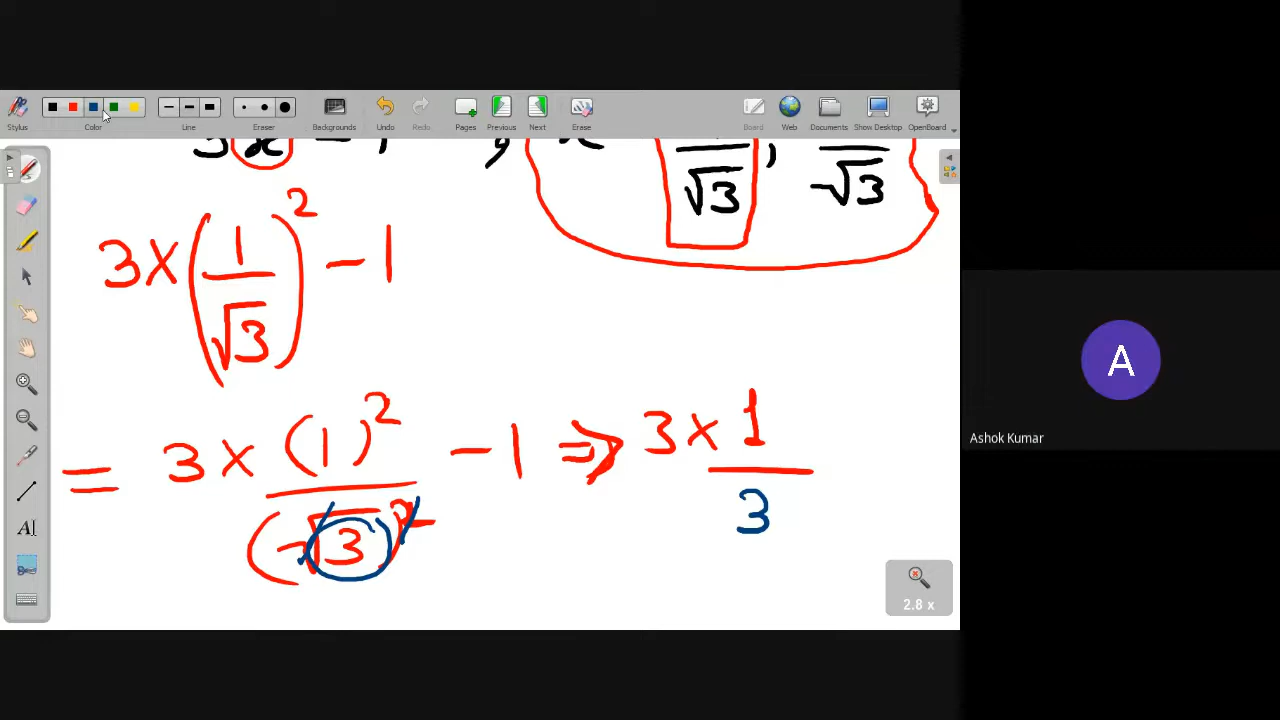 Stylus Color Line Eraser Backgrounds Undo Redo Pages Previous Next Erase Board Web Documents Show Desktop OpenBoard
1/√3 , 1/-√3
3 × (1/√3)² - 1
= 3 × (1)²/(√3)² - 1 ⇒ 3 × 1/3
A
Ashok Kumar
2.8 x